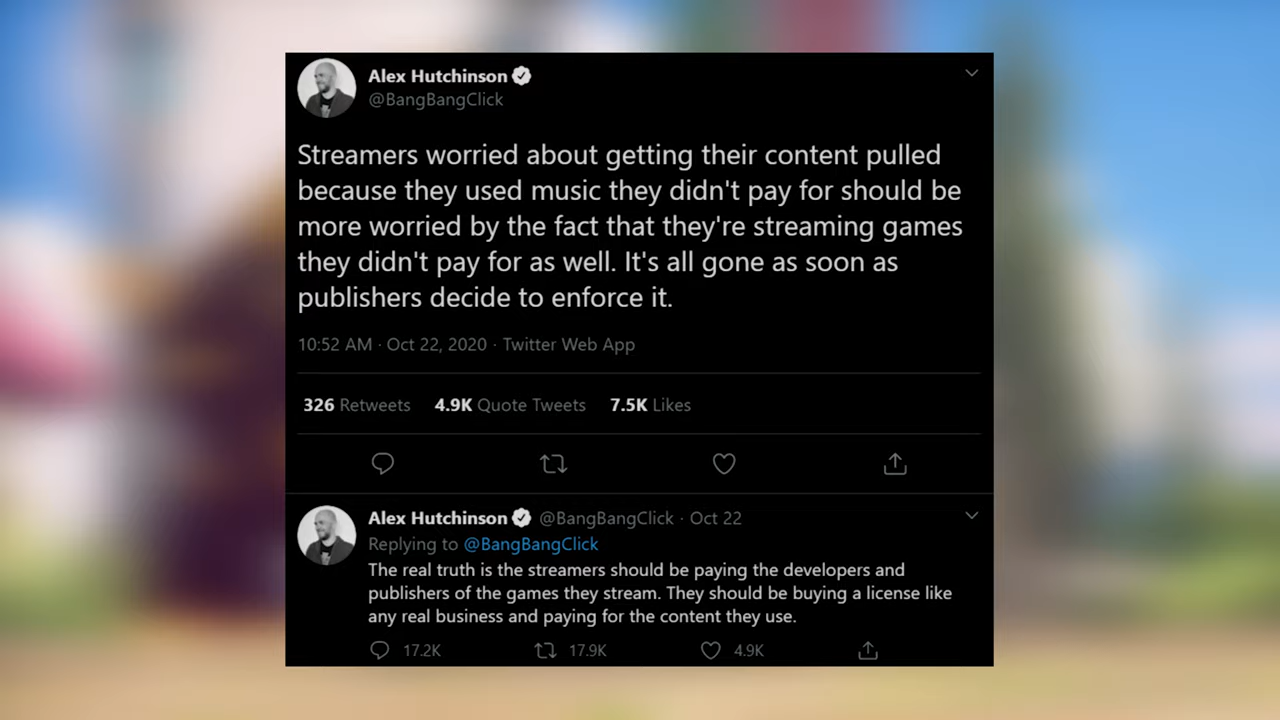 Alex Hutchinson
@BangBangClick
Streamers worried about getting their content pulled
because they used music they didn't pay for should be
more worried by the fact that they're streaming games
they didn't pay for as well. It's all gone as soon as
publishers decide to enforce it.
10:52 AM · Oct 22, 2020 · Twitter Web App
326 Retweets 4.9K Quote Tweets 7.5K Likes
Alex Hutchinson @BangBangClick · Oct 22
Replying to @BangBangClick
The real truth is the streamers should be paying the developers and
publishers of the games they stream. They should be buying a license like
any real business and paying for the content they use.
17.2K 17.9K 4.9K